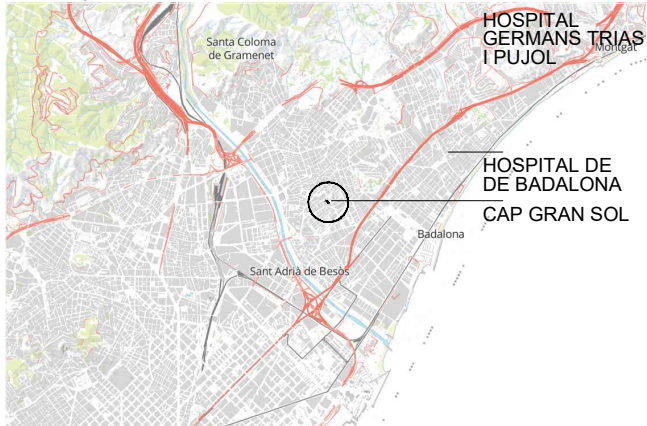 HOSPITAL
GERMANS TRIAS
I PUJOL
Montgat
Santa Coloma
de Gramenet
HOSPITAL DE
DE BADALONA
CAP GRAN SOL
Badalona
Sant Adrià de Besòs